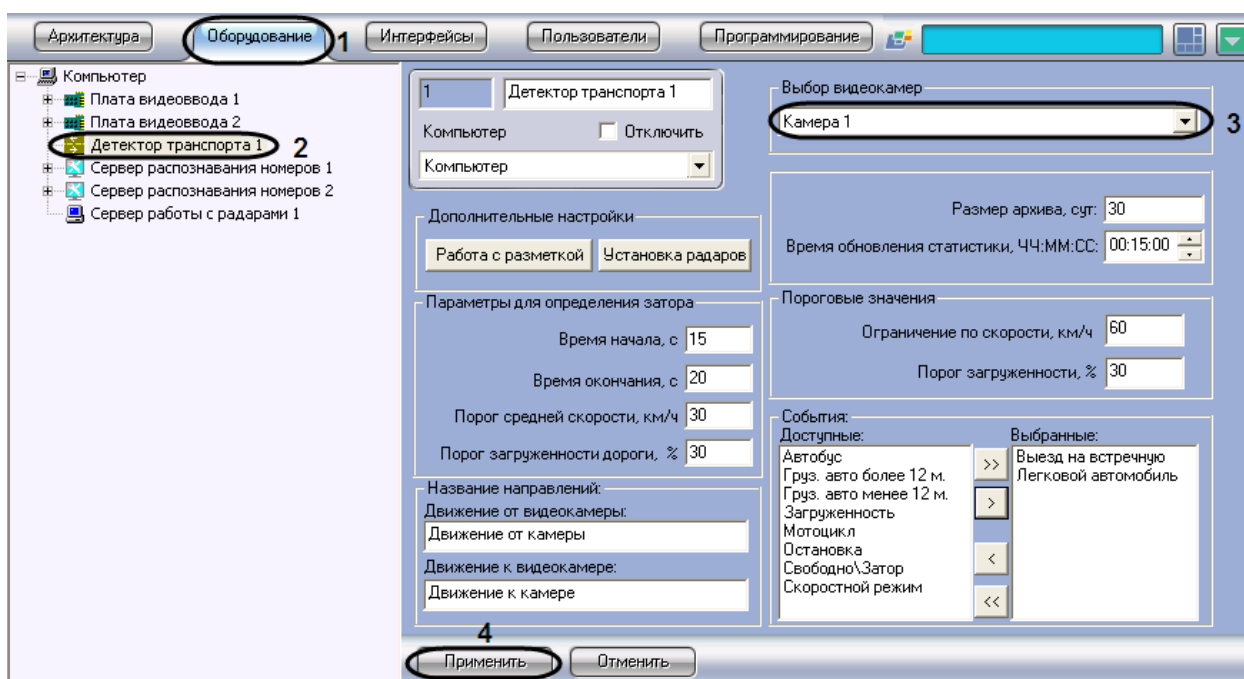 Архитектура
Оборудование
1
Интерфейсы
Пользователи
Программирование
Компьютер
Плата видеоввода 1
Плата видеоввода 2
Детектор транспорта 1
2
Сервер распознавания номеров 1
Сервер распознавания номеров 2
Сервер работы с радарами 1
1
Детектор транспорта 1
Компьютер
Отключить
Компьютер
Дополнительные настройки
Работа с разметкой
Установка радаров
Параметры для определения затора
Время начала, с 15
Время окончания, с 20
Порог средней скорости, км/ч 30
Порог загруженности дороги, % 30
Название направлений:
Движение от видеокамеры:
Движение от камеры
Движение к видеокамере:
Движение к камере
Выбор видеокамер
Камера 1
3
Размер архива, сут: 30
Время обновления статистики, ЧЧ:ММ:СС: 00:15:00
Пороговые значения
Ограничение по скорости, км/ч 60
Порог загруженности, % 30
События:
Доступные:
Автобус
Груз. авто более 12 м.
Груз. авто менее 12 м.
Загруженность
Мотоцикл
Остановка
Свободно\Затор
Скоростной режим
>>
>
<
<<
Выбранные:
Выезд на встречную
Легковой автомобиль
4
Применить
Отменить